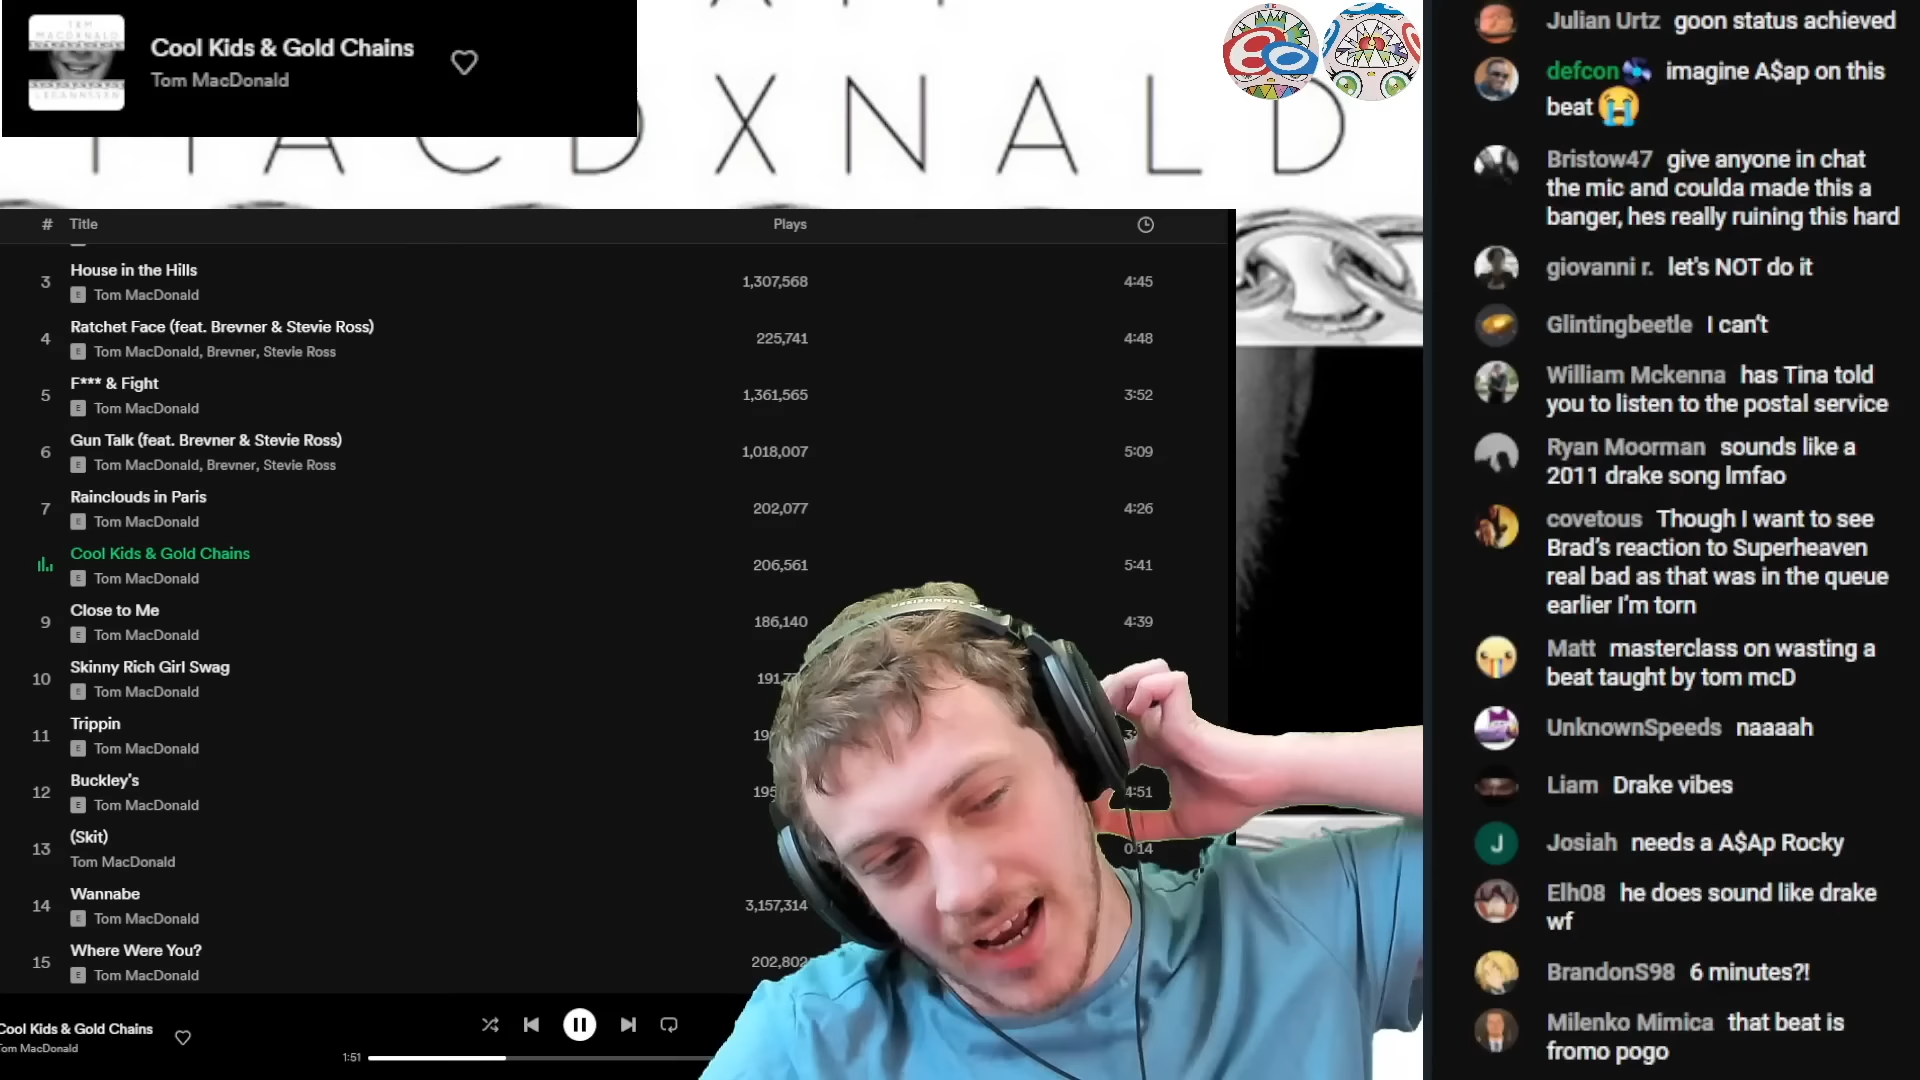 Cool Kids & Gold Chains
Tom MacDonald
MACDXNALD
# Title Plays
3 House in the Hills 1,307,568 4:45
E Tom MacDonald
4 Ratchet Face (feat. Brevner & Stevie Ross) 225,741 4:48
E Tom MacDonald, Brevner, Stevie Ross
5 F*** & Fight 1,361,565 3:52
E Tom MacDonald
6 Gun Talk (feat. Brevner & Stevie Ross) 1,018,007 5:09
E Tom MacDonald, Brevner, Stevie Ross
7 Rainclouds in Paris 202,077 4:26
E Tom MacDonald
Cool Kids & Gold Chains 206,561 5:41
E Tom MacDonald
9 Close to Me 186,140 4:39
E Tom MacDonald
10 Skinny Rich Girl Swag
E Tom MacDonald
11 Trippin
E Tom MacDonald
12 Buckley's 4:51
E Tom MacDonald
13 (Skit) 0:14
Tom MacDonald
14 Wannabe 3,157,314
E Tom MacDonald
15 Where Were You? 202,802
E Tom MacDonald
Cool Kids & Gold Chains
Tom MacDonald
1:51
Julian Urtz goon status achieved
defcon imagine A$ap on this
beat
Bristow47 give anyone in chat
the mic and coulda made this a
banger, hes really ruining this hard
giovanni r. let's NOT do it
Glintingbeetle I can't
William Mckenna has Tina told
you to listen to the postal service
Ryan Moorman sounds like a
2011 drake song lmfao
covetous Though I want to see
Brad's reaction to Superheaven
real bad as that was in the queue
earlier I'm torn
Matt masterclass on wasting a
beat taught by tom mcD
UnknownSpeeds naaaah
Liam Drake vibes
J Josiah needs a A$Ap Rocky
Elh08 he does sound like drake
wf
BrandonS98 6 minutes?!
Milenko Mimica that beat is
fromo pogo